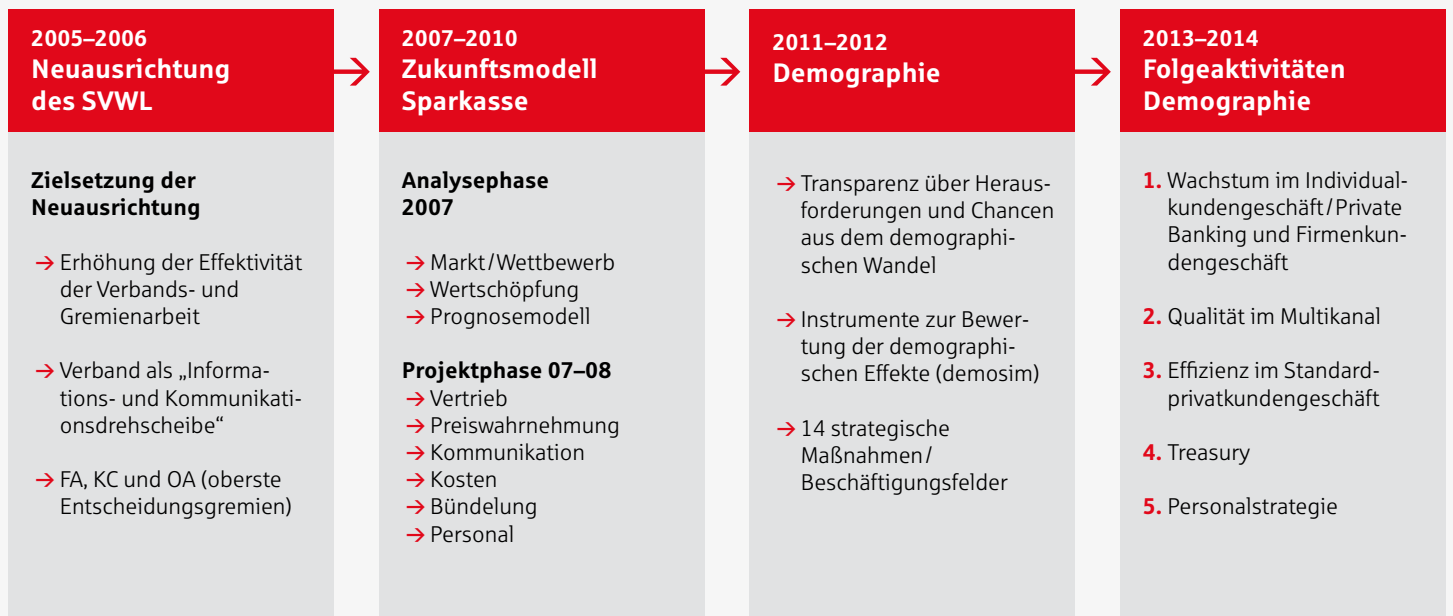 2005–2006
Neuausrichtung
des SVWL
Zielsetzung der
Neuausrichtung
→ Erhöhung der Effektivität
der Verbands- und
Gremienarbeit
→ Verband als „Informa-
tions- und Kommunikati-
onsdrehscheibe“
→ FA, KC und OA (oberste
Entscheidungsgremien)
2007–2010
Zukunftsmodell
Sparkasse
Analysephase
2007
→ Markt/Wettbewerb
→ Wertschöpfung
→ Prognosemodell
Projektphase 07–08
→ Vertrieb
→ Preiswahrnehmung
→ Kommunikation
→ Kosten
→ Bündelung
→ Personal
2011–2012
Demographie
→ Transparenz über Heraus-
forderungen und Chancen
aus dem demographi-
schen Wandel
→ Instrumente zur Bewer-
tung der demographi-
schen Effekte (demosim)
→ 14 strategische
Maßnahmen/
Beschäftigungsfelder
2013–2014
Folgeaktivitäten
Demographie
1. Wachstum im Individual-
kundengeschäft/Private
Banking und Firmenkun-
dengeschäft
2. Qualität im Multikanal
3. Effizienz im Standard-
privatkundengeschäft
4. Treasury
5. Personalstrategie